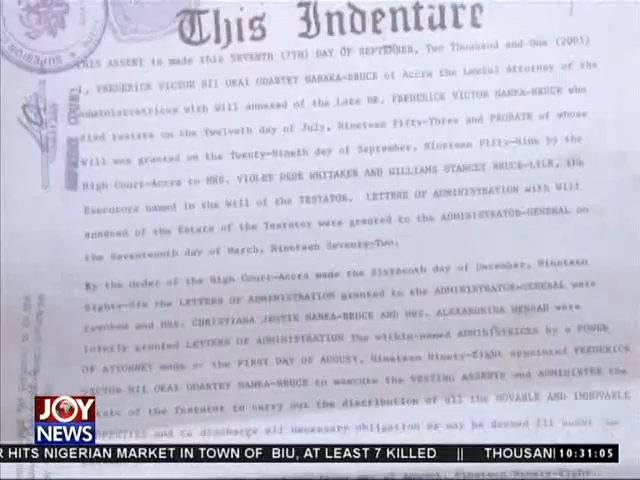 This Indenture
THIS ASSENT is made this SEVENTH (7TH) DAY OF SEPTEMBER, Two Thousand and One (2001)
I, FREDERICK VICTOR NII OKAI ODARTEY NANAKA-BRUCE of Accra the Lawful Attorney of the
Administratrices with Will annexed of the Late DR. FREDERICK VICTOR NANKA-BRUCE who
died testate on the Twelveth day of July, Nineteen Fifty-Three and PROBATE of whose
Will was granted on the Twenty-Nineth day of September, Nineteen Fifty-Nine by the
High Court-Accra to MRS. VIOLET DEDE WHITTAKER AND WILLIAMS STANCEY BRUCE-LILE, the
Executors named in the Will of the TESTATOR. LETTERS OF ADMINISTRATION with Will
annexed of the Estate of the Testator were granted to the ADMINISTRATOR-GENERAL on
the Seventeenth day of March, Nineteen Seventy-Two.
By the Order of the High Court-Accra made the Sixteenth day of December, Nineteen
Eighty-Six the LETTERS OF ADMINISTRATION granted to the ADMINISTRATOR-GENERAL were
revoked and MRS. CHRISTIANA JESSIE NANKA-BRUCE AND MRS. ALEXANDRINA MENSAH were
jointly granted LETTERS OF ADMINISTRATION The within-named ADMINISTRICES by a POWER
OF ATTORNEY made on the FIRST DAY OF AUGUST, Nineteen Ninety-Eight appointed FREDERICK
VICTOR NII OKAI ODARTEY NANKA-BRUCE to execute the VESTING ASSENTS and ADMINISTER the
Estate of the Testator to carry out the distribution of all the MOVABLE AND IMMOVABLE
PROPERTIES and to discharge all necessary obligation as may be deemed fit under
of August, Nineteen Ninety-Eight.
JOY
NEWS
R HITS NIGERIAN MARKET IN TOWN OF BIU, AT LEAST 7 KILLED || THOUSAN 10:31:05